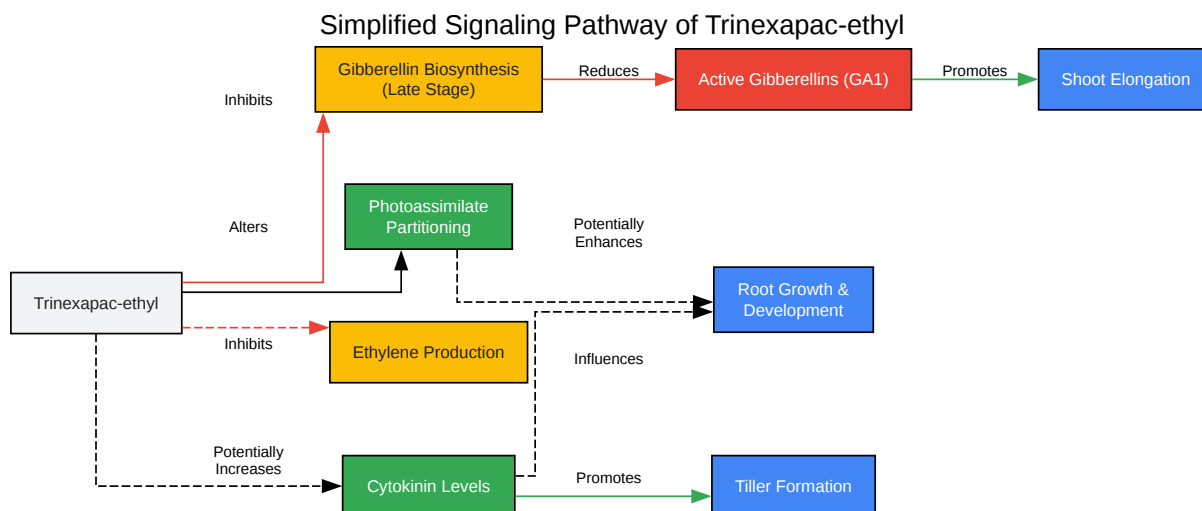 Simplified Signaling Pathway of Trinexapac-ethyl
Gibberellin Biosynthesis
(Late Stage)
Reduces
Active Gibberellins (GA1)
Promotes
Shoot Elongation
Inhibits
Photoassimilate
Partitioning
Alters
Potentially
Enhances
Trinexapac-ethyl
Root Growth &
Development
Inhibits
Ethylene Production
Influences
Potentially
Increases
Cytokinin Levels
Promotes
Tiller Formation